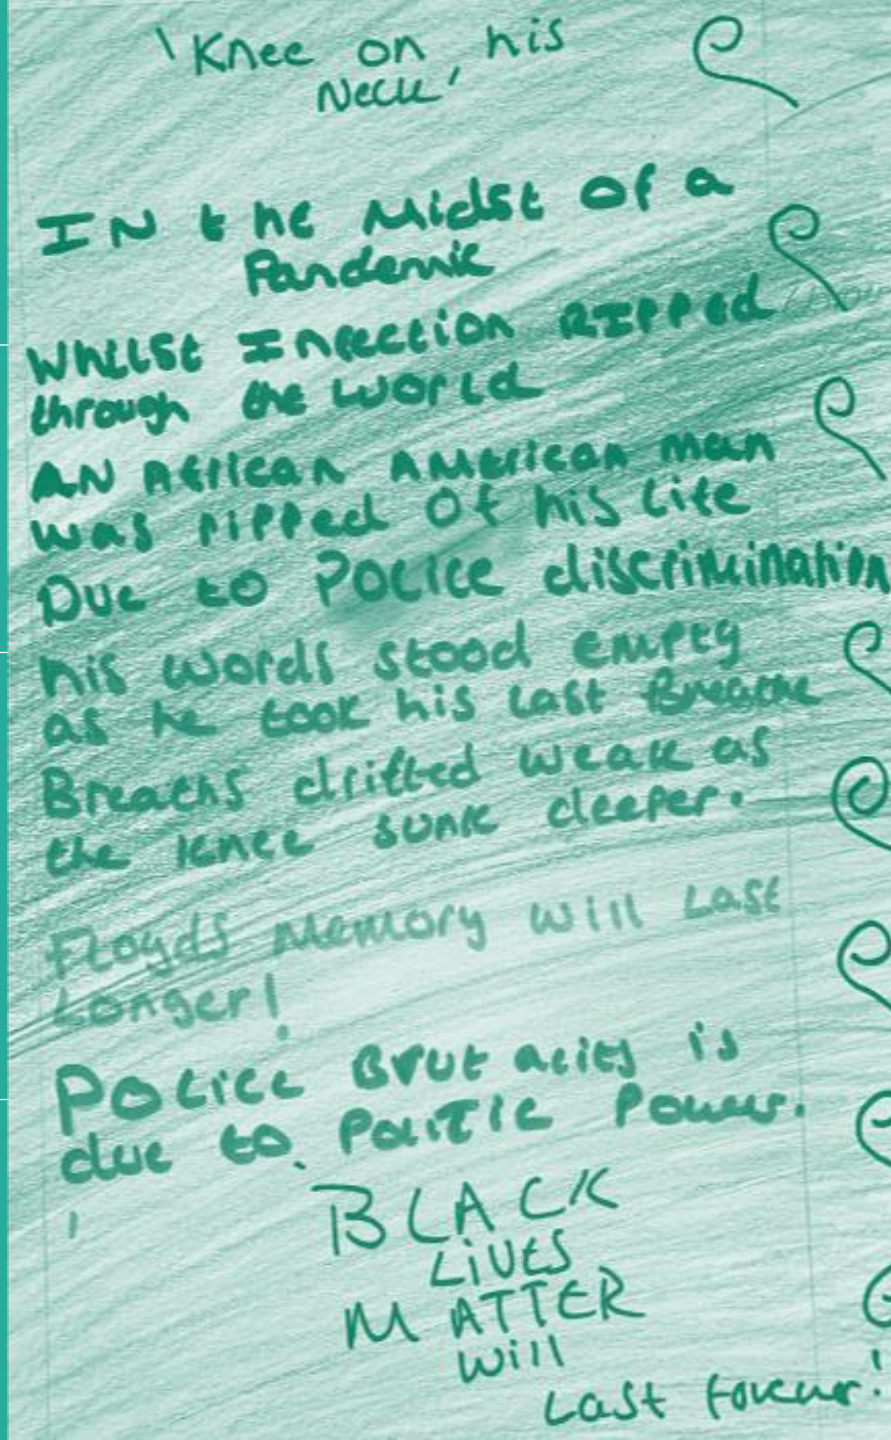 'Knee on his
Neck'
IN the Midst Of a
Pandemic
Whilst Infection RIPPed
through the World
AN African American man
was ripped Of his life
Due to Police discrimination
his words stood empty
as he took his last Breathe
Breaths drifted weak as
the knee sunk deeper.
Floyds Memory will Last
Longer!
Police Brutality is
due to Politic Power.
BLACK
LIVES
MATTER
will
Last forever!